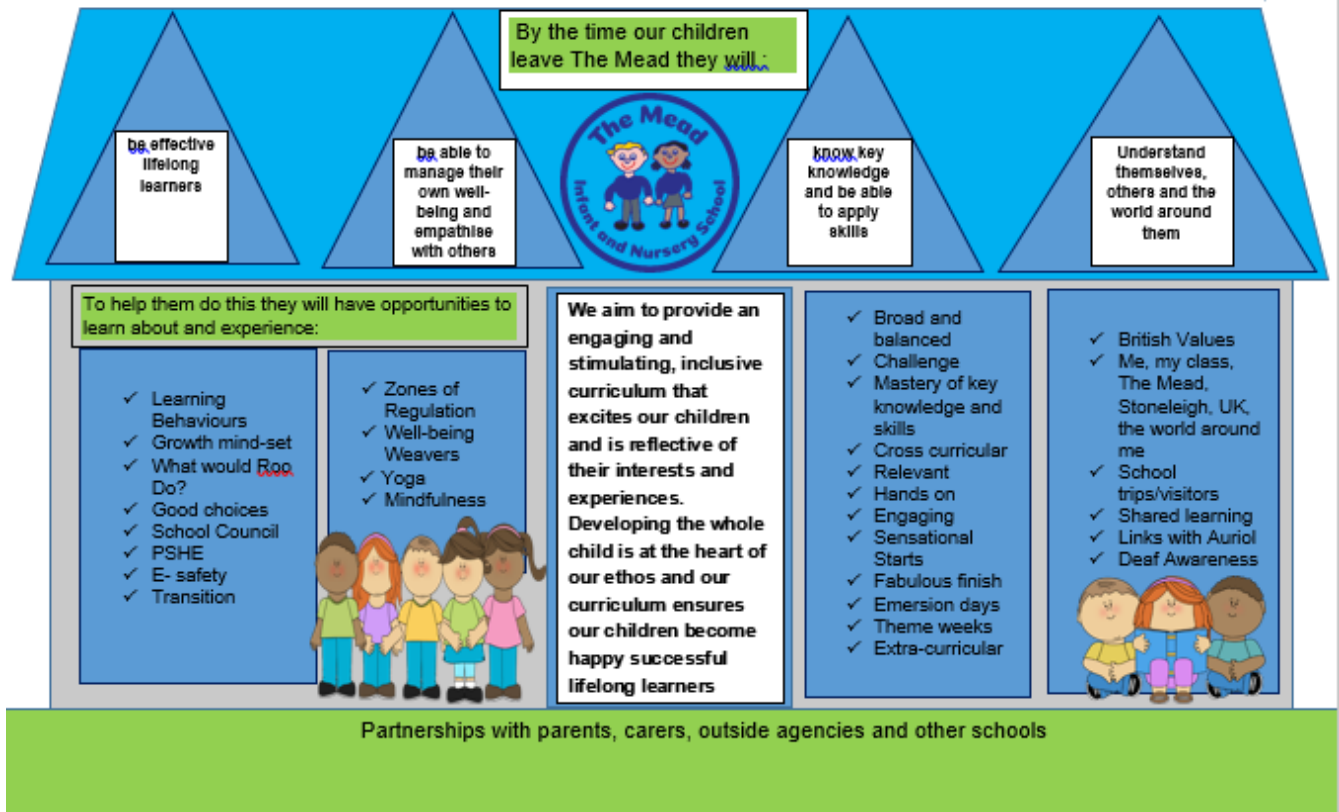 By the time our children
leave The Mead they will :
be effective
lifelong
learners
be able to
manage their
own well-
being and
empathise
with others
The Mead
Infant and Nursery School
know key
knowledge
and be able
to apply
skills
Understand
themselves,
others and the
world around
them
To help them do this they will have opportunities to
learn about and experience:
✓ Learning
Behaviours
✓ Growth mind-set
✓ What would Roo
Do?
✓ Good choices
✓ School Council
✓ PSHE
✓ E- safety
✓ Transition
✓ Zones of
Regulation
✓ Well-being
Weavers
✓ Yoga
✓ Mindfulness
We aim to provide an
engaging and
stimulating, inclusive
curriculum that
excites our children
and is reflective of
their interests and
experiences.
Developing the whole
child is at the heart of
our ethos and our
curriculum ensures
our children become
happy successful
lifelong learners
✓ Broad and
balanced
✓ Challenge
✓ Mastery of key
knowledge and
skills
✓ Cross curricular
✓ Relevant
✓ Hands on
✓ Engaging
✓ Sensational
Starts
✓ Fabulous finish
✓ Emersion days
✓ Theme weeks
✓ Extra-curricular
✓ British Values
✓ Me, my class,
The Mead,
Stoneleigh, UK,
the world around
me
✓ School
trips/visitors
✓ Shared learning
✓ Links with Auriol
✓ Deaf Awareness
Partnerships with parents, carers, outside agencies and other schools